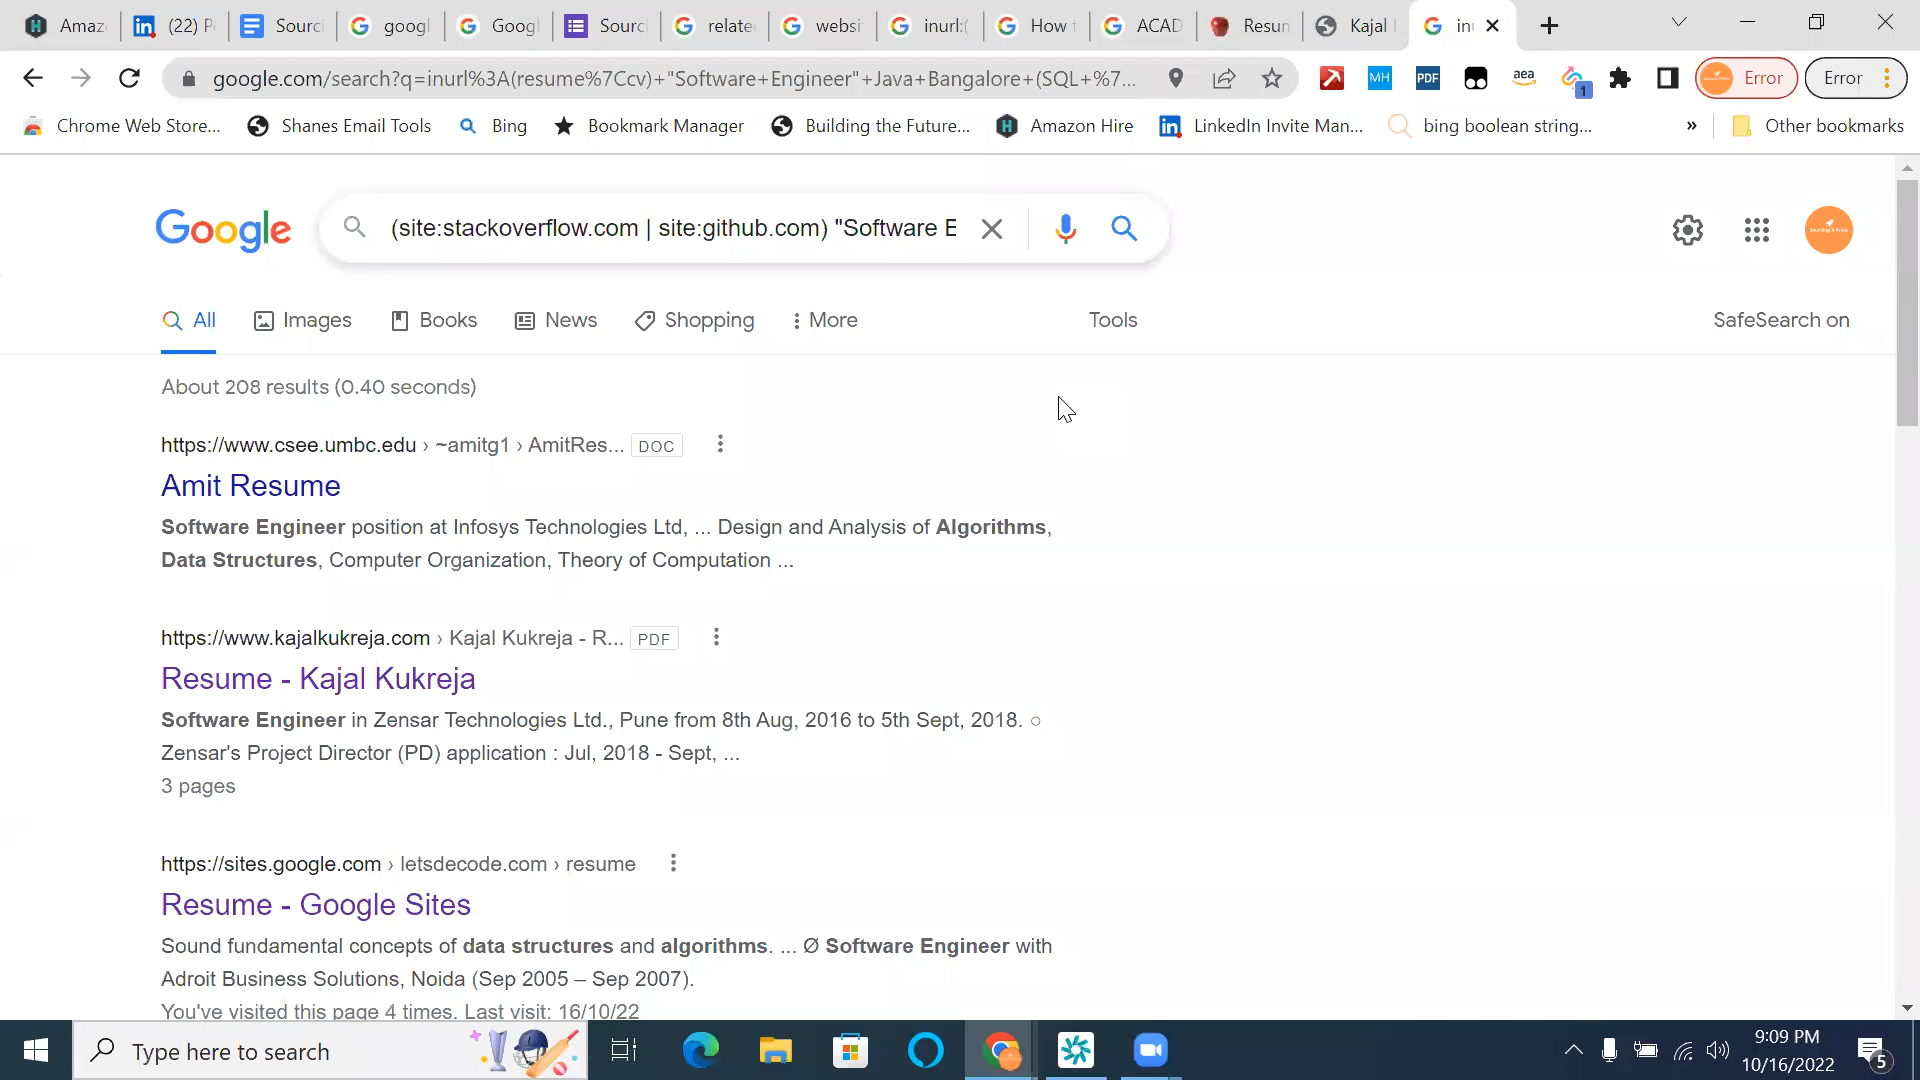 Amaz
(22) P
Sourci
googl
Googl
Sourci
relate
websi
inurl:(
How t
ACAD
Resun
Kajal
inu
google.com/search?q=inurl%3A(resume%7Ccv)+"Software+Engineer"+Java+Bangalore+(SQL+%7...
MH
PDF
aea
1
Error
Error
Chrome Web Store...
Shanes Email Tools
Bing
Bookmark Manager
Building the Future...
Amazon Hire
LinkedIn Invite Man...
bing boolean string...
»
Other bookmarks
Google
(site:stackoverflow.com | site:github.com) "Software E
All
Images
Books
News
Shopping
More
Tools
SafeSearch on
About 208 results (0.40 seconds)
https://www.csee.umbc.edu › ~amitg1 › AmitRes... DOC
Amit Resume
Software Engineer position at Infosys Technologies Ltd, ... Design and Analysis of Algorithms,
Data Structures, Computer Organization, Theory of Computation ...
https://www.kajalkukreja.com › Kajal Kukreja - R... PDF
Resume - Kajal Kukreja
Software Engineer in Zensar Technologies Ltd., Pune from 8th Aug, 2016 to 5th Sept, 2018. ○
Zensar's Project Director (PD) application : Jul, 2018 - Sept, ...
3 pages
https://sites.google.com › letsdecode.com › resume
Resume - Google Sites
Sound fundamental concepts of data structures and algorithms. ... Ø Software Engineer with
Adroit Business Solutions, Noida (Sep 2005 – Sep 2007).
You've visited this page 4 times. Last visit: 16/10/22
Type here to search
9:09 PM
10/16/2022
5